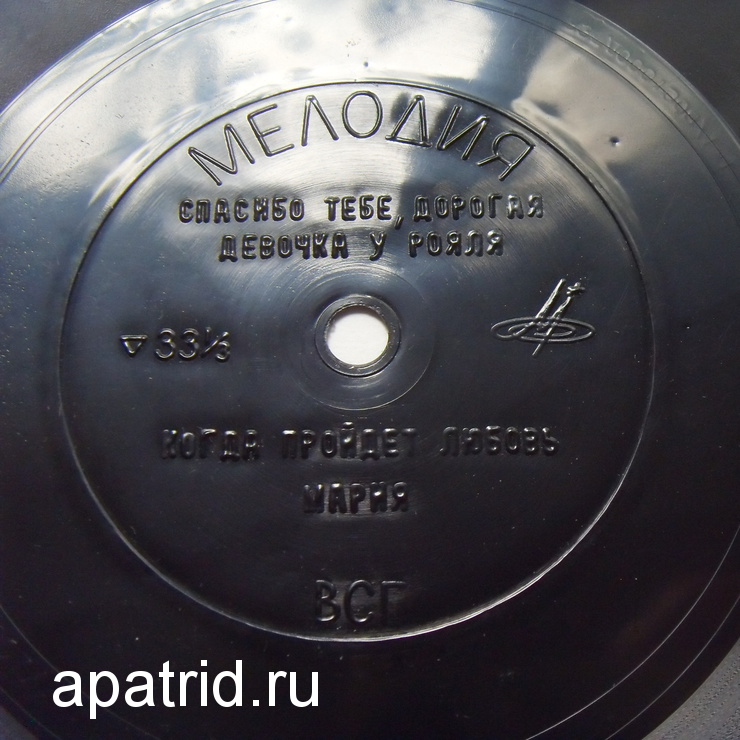 МЕЛОДИЯ
СПАСИБО ТЕБЕ, ДОРОГАЯ
ДЕВОЧКА У РОЯЛЯ
33⅓
КОГДА ПРОЙДЕТ ЛЮБОВЬ
МАРИЯ
ВСГ
apatrid.ru